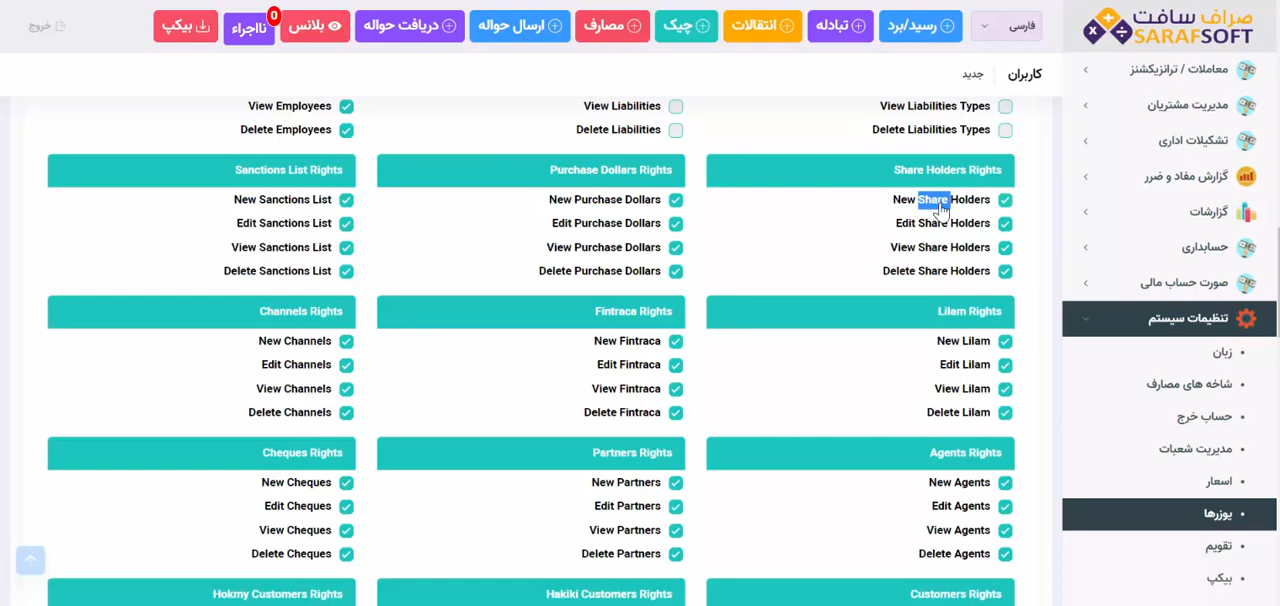 صراف سافت
SARAFSOFT
فارسی
رسید/برد
تبادله
انتقالات
چیک
مصارف
ارسال حواله
دریافت حواله
بلانس
0
نااجراء
بیکپ
خروج
کاربران
جدید
معاملات / ترانزیکشنز
مدیریت مشتریان
تشکیلات اداری
گزارش مفاد و ضرر
گزارشات
حسابداری
صورت حساب مالی
تنظیمات سیستم
زبان
شاخه های مصارف
حساب خرج
مدیریت شعبات
اسعار
یوزرها
تقویم
بیکپ
View Employees
View Liabilities
View Liabilities Types
Delete Employees
Delete Liabilities
Delete Liabilities Types
Sanctions List Rights
Purchase Dollars Rights
Share Holders Rights
New Sanctions List
New Purchase Dollars
New Share Holders
Edit Sanctions List
Edit Purchase Dollars
Edit Share Holders
View Sanctions List
View Purchase Dollars
View Share Holders
Delete Sanctions List
Delete Purchase Dollars
Delete Share Holders
Channels Rights
Fintraca Rights
Lilam Rights
New Channels
New Fintraca
New Lilam
Edit Channels
Edit Fintraca
Edit Lilam
View Channels
View Fintraca
View Lilam
Delete Channels
Delete Fintraca
Delete Lilam
Cheques Rights
Partners Rights
Agents Rights
New Cheques
New Partners
New Agents
Edit Cheques
Edit Partners
Edit Agents
View Cheques
View Partners
View Agents
Delete Cheques
Delete Partners
Delete Agents
Hokmy Customers Rights
Hakiki Customers Rights
Customers Rights